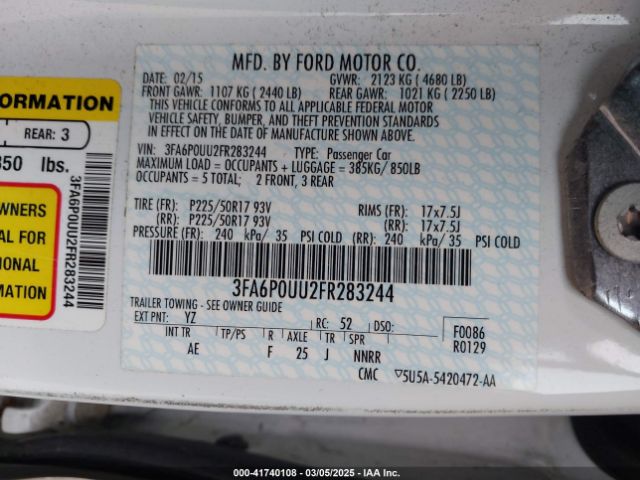 MFD. BY FORD MOTOR CO.
DATE: 02/15 GVWR: 2123 KG ( 4680 LB)
FRONT GAWR: 1107 KG ( 2440 LB) REAR GAWR: 1021 KG ( 2250 LB)
THIS VEHICLE CONFORMS TO ALL APPLICABLE FEDERAL MOTOR
VEHICLE SAFETY, BUMPER, AND THEFT PREVENTION STANDARDS
IN EFFECT ON THE DATE OF MANUFACTURE SHOWN ABOVE.
VIN: 3FA6P0UU2FR283244 TYPE: Passenger Car
MAXIMUM LOAD = OCCUPANTS + LUGGAGE = 385KG/ 850LB
OCCUPANTS = 5 TOTAL; 2 FRONT, 3 REAR
TIRE (FR): P225/50R17 93V RIMS (FR): 17x7.5J
(RR): P225/50R17 93V (RR): 17x7.5J
PRESSURE (FR): 240 kPa/ 35 PSI COLD (RR): 240 kPa/ 35 PSI COLD
3FA6P0UU2FR283244
TRAILER TOWING - SEE OWNER GUIDE
EXT PNT: YZ RC: 52 DSO: F0086
INT TR TP/PS R AXLE TR SPR R0129
AE F 25 J NNRR
CMC ▽5U5A-5420472-AA
FORMATION
REAR: 3
850 lbs.
WNERS
AL FOR
IONAL
MATION
3FA6P0UU2FR283244
000-41740108 - 03/05/2025 - IAA Inc.